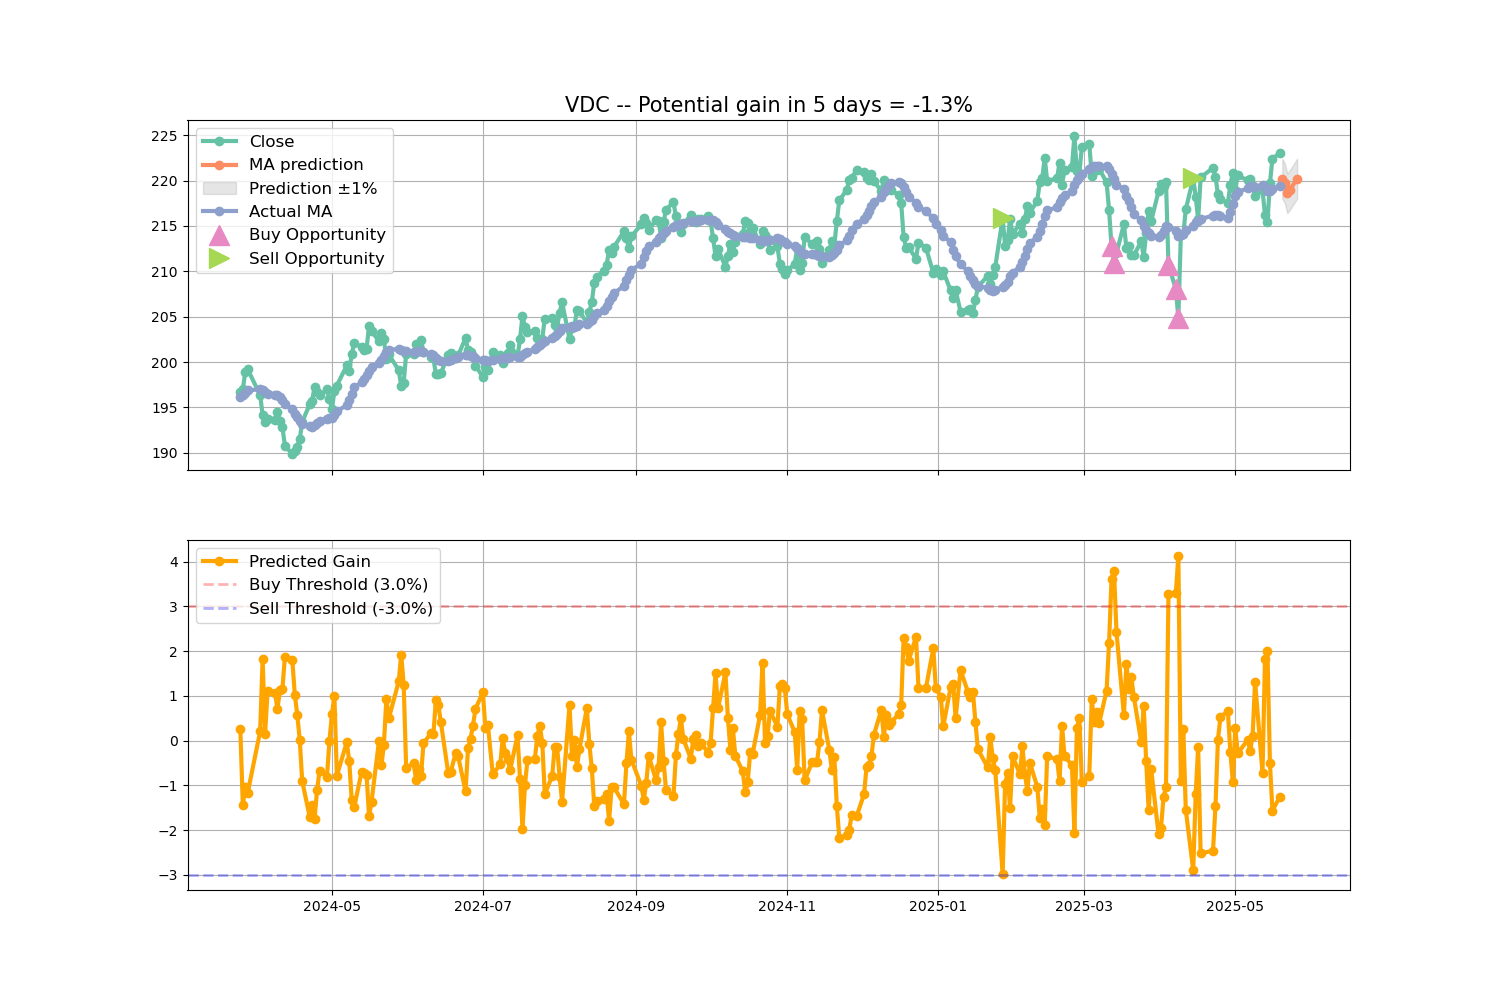 VDC -- Potential gain in 5 days = -1.3%
225
220
215
210
205
200
195
190
Close
MA prediction
Prediction ±1%
Actual MA
Buy Opportunity
Sell Opportunity
4
3
2
1
0
−1
−2
−3
Predicted Gain
Buy Threshold (3.0%)
Sell Threshold (-3.0%)
2024-05 2024-07 2024-09 2024-11 2025-01 2025-03 2025-05